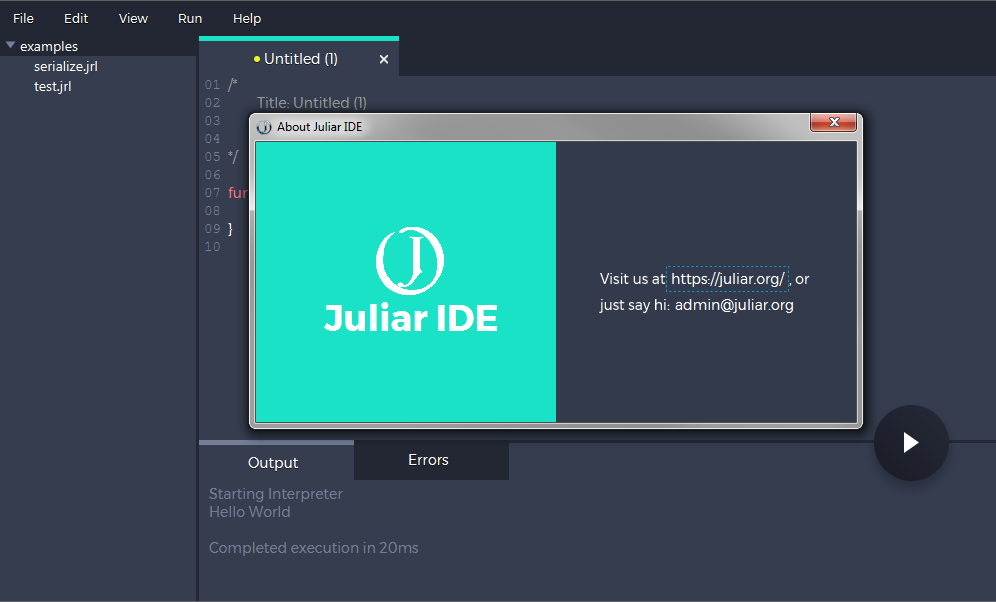 File Edit View Run Help
examples
serialize.jrl
test.jrl
Untitled (1)
01 /*
02 Title: Untitled (1)
03
04
05 */
06
07 fur
08
09 }
10
About Juliar IDE
Juliar IDE
Visit us at https://juliar.org/ , or
just say hi: admin@juliar.org
Output Errors
Starting Interpreter
Hello World
Completed execution in 20ms